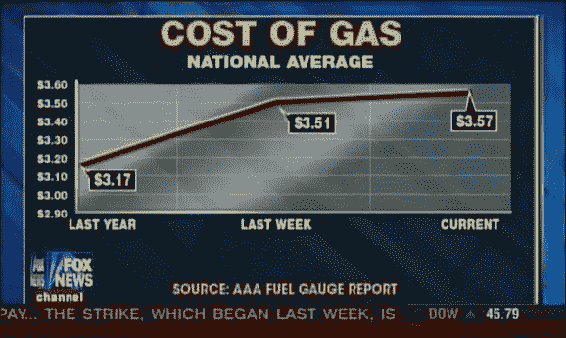 COST OF GAS
NATIONAL AVERAGE
$3.60
$3.50
$3.40
$3.30
$3.20
$3.10
$3.00
$2.90
$3.17
$3.51
$3.57
LAST YEAR LAST WEEK CURRENT
FOX NEWS
FOX
NEWS
channel
SOURCE: AAA FUEL GAUGE REPORT
PAY... THE STRIKE, WHICH BEGAN LAST WEEK, IS DOW 45.79